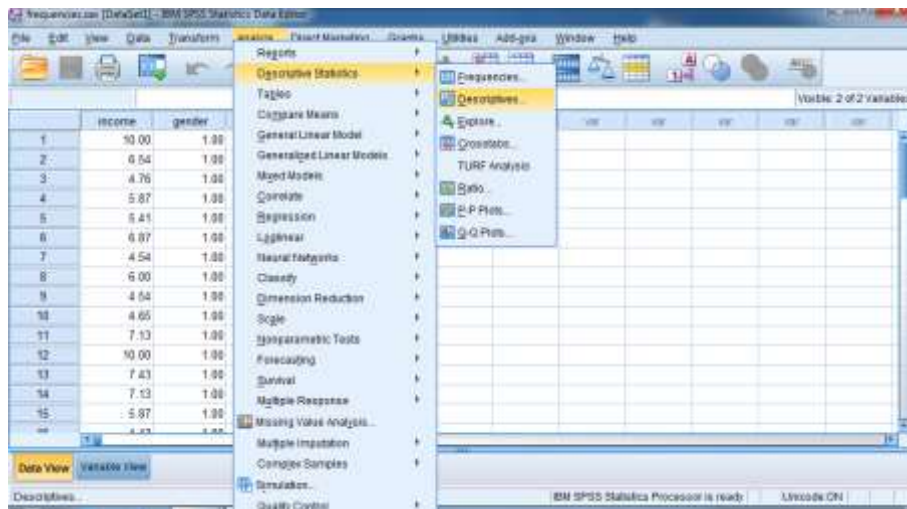 frequencies.sav [DataSet1] - IBM SPSS Statistics Data Editor
File Edit View Data Transform Analyze Direct Marketing Graphs Utilities Add-ons Window Help
Visible: 2 of 2 Variables
income gender var var var var var
1 10.00 1.00
2 6.54 1.00
3 4.76 1.00
4 5.87 1.00
5 5.41 1.00
6 6.87 1.00
7 4.54 1.00
8 6.00 1.00
9 4.54 1.00
10 4.65 1.00
11 7.13 1.00
12 10.00 1.00
13 7.43 1.00
14 7.13 1.00
15 5.87 1.00
Reports
Descriptive Statistics
Tables
Compare Means
General Linear Model
Generalized Linear Models
Mixed Models
Correlate
Regression
Loglinear
Neural Networks
Classify
Dimension Reduction
Scale
Nonparametric Tests
Forecasting
Survival
Multiple Response
Missing Value Analysis...
Multiple Imputation
Complex Samples
Simulation...
Quality Control
Frequencies...
Descriptives...
Explore...
Crosstabs...
TURF Analysis
Ratio...
P-P Plots...
Q-Q Plots...
Data View Variable View
Descriptives...
IBM SPSS Statistics Processor is ready
Unicode:ON